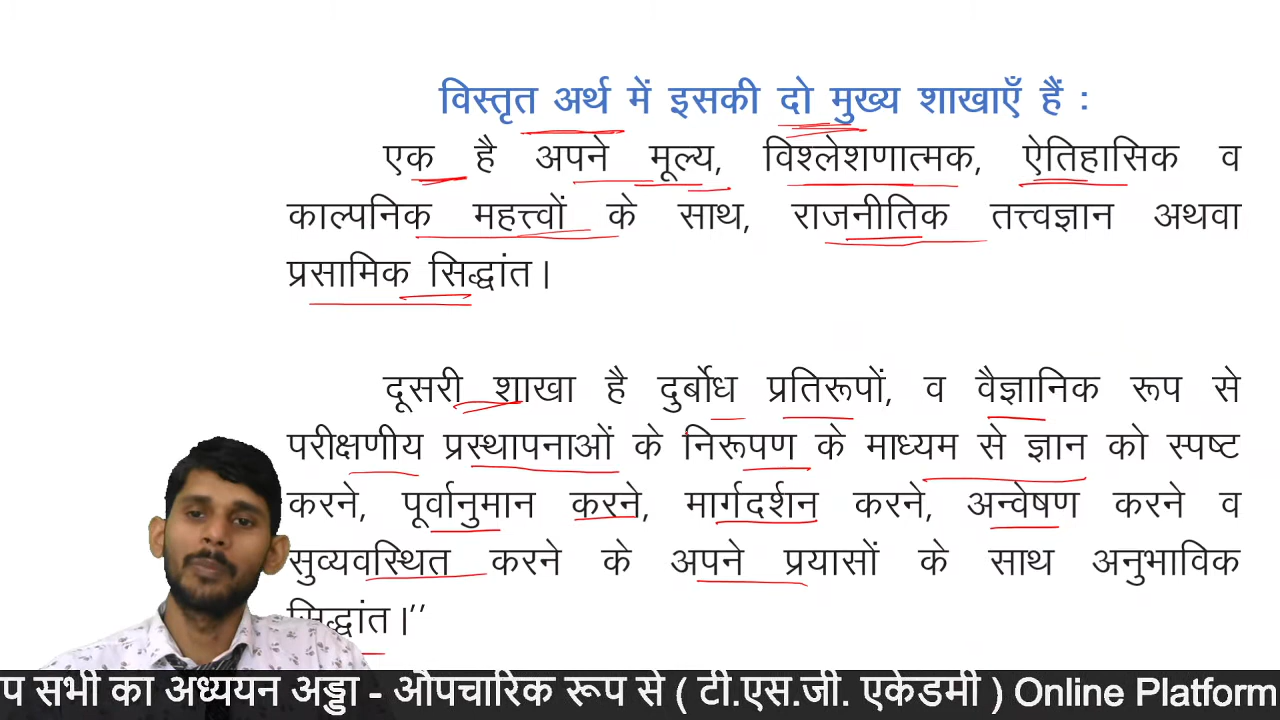 विस्तृत अर्थ में इसकी दो मुख्य शाखाएँ हैं :
एक है अपने मूल्य, विश्लेशणात्मक, ऐतिहासिक व
काल्पनिक महत्त्वों के साथ, राजनीतिक तत्त्वज्ञान अथवा
प्रसामिक सिद्धांत।
दूसरी शाखा है दुर्बोध प्रतिरूपों, व वैज्ञानिक रूप से
परीक्षणीय प्रस्थापनाओं के निरूपण के माध्यम से ज्ञान को स्पष्ट
करने, पूर्वानुमान करने, मार्गदर्शन करने, अन्वेषण करने व
सुव्यवस्थित करने के अपने प्रयासों के साथ अनुभाविक
सिद्धांत।’’
प सभी का अध्ययन अड्डा - औपचारिक रूप से ( टी.एस.जी. एकेडमी ) Online Platform